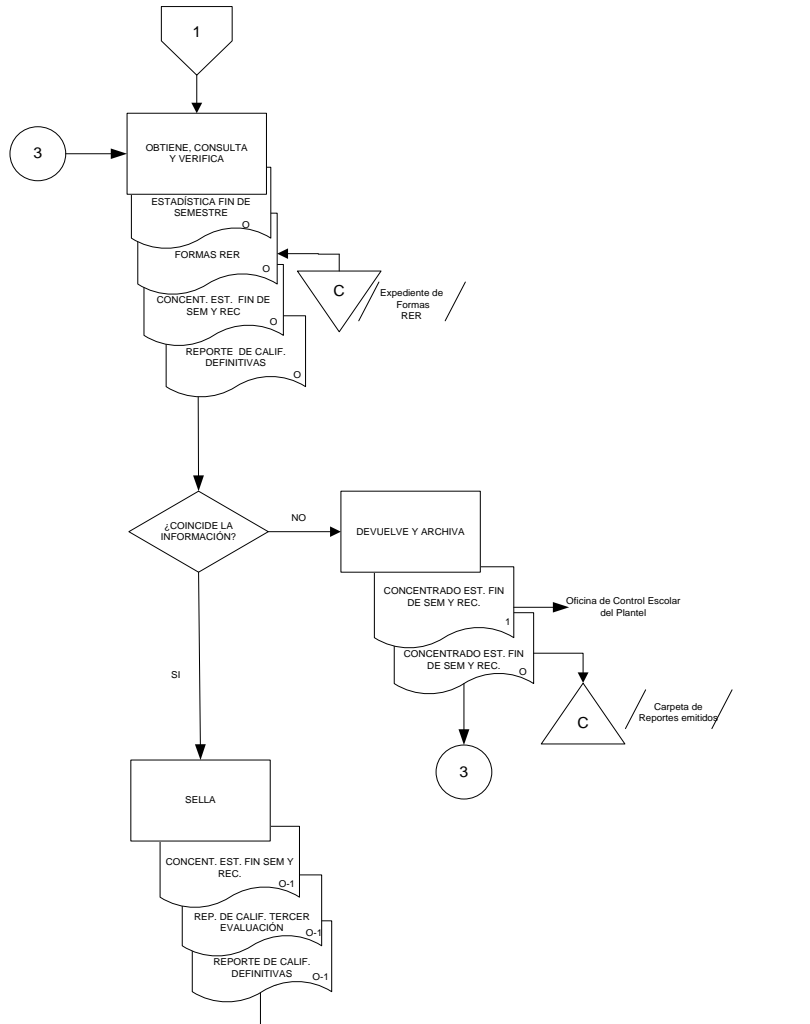 1
3
OBTIENE, CONSULTA
Y VERIFICA
ESTADÍSTICA FIN DE
SEMESTRE
O
FORMAS RER
O
C
Expediente de
Formas
RER
CONCENT. EST. FIN DE
SEM Y REC
O
REPORTE DE CALIF.
DEFINITIVAS
O
¿COINCIDE LA
INFORMACIÓN?
NO
DEVUELVE Y ARCHIVA
CONCENTRADO EST. FIN
DE SEM Y REC.
1
Oficina de Control Escolar
del Plantel
CONCENTRADO EST. FIN
DE SEM Y REC.
O
C
Carpeta de
Reportes emitidos
3
SI
SELLA
CONCENT. EST. FIN SEM Y
REC.
O-1
REP. DE CALIF. TERCER
EVALUACIÓN
O-1
REPORTE DE CALIF.
DEFINITIVAS
O-1